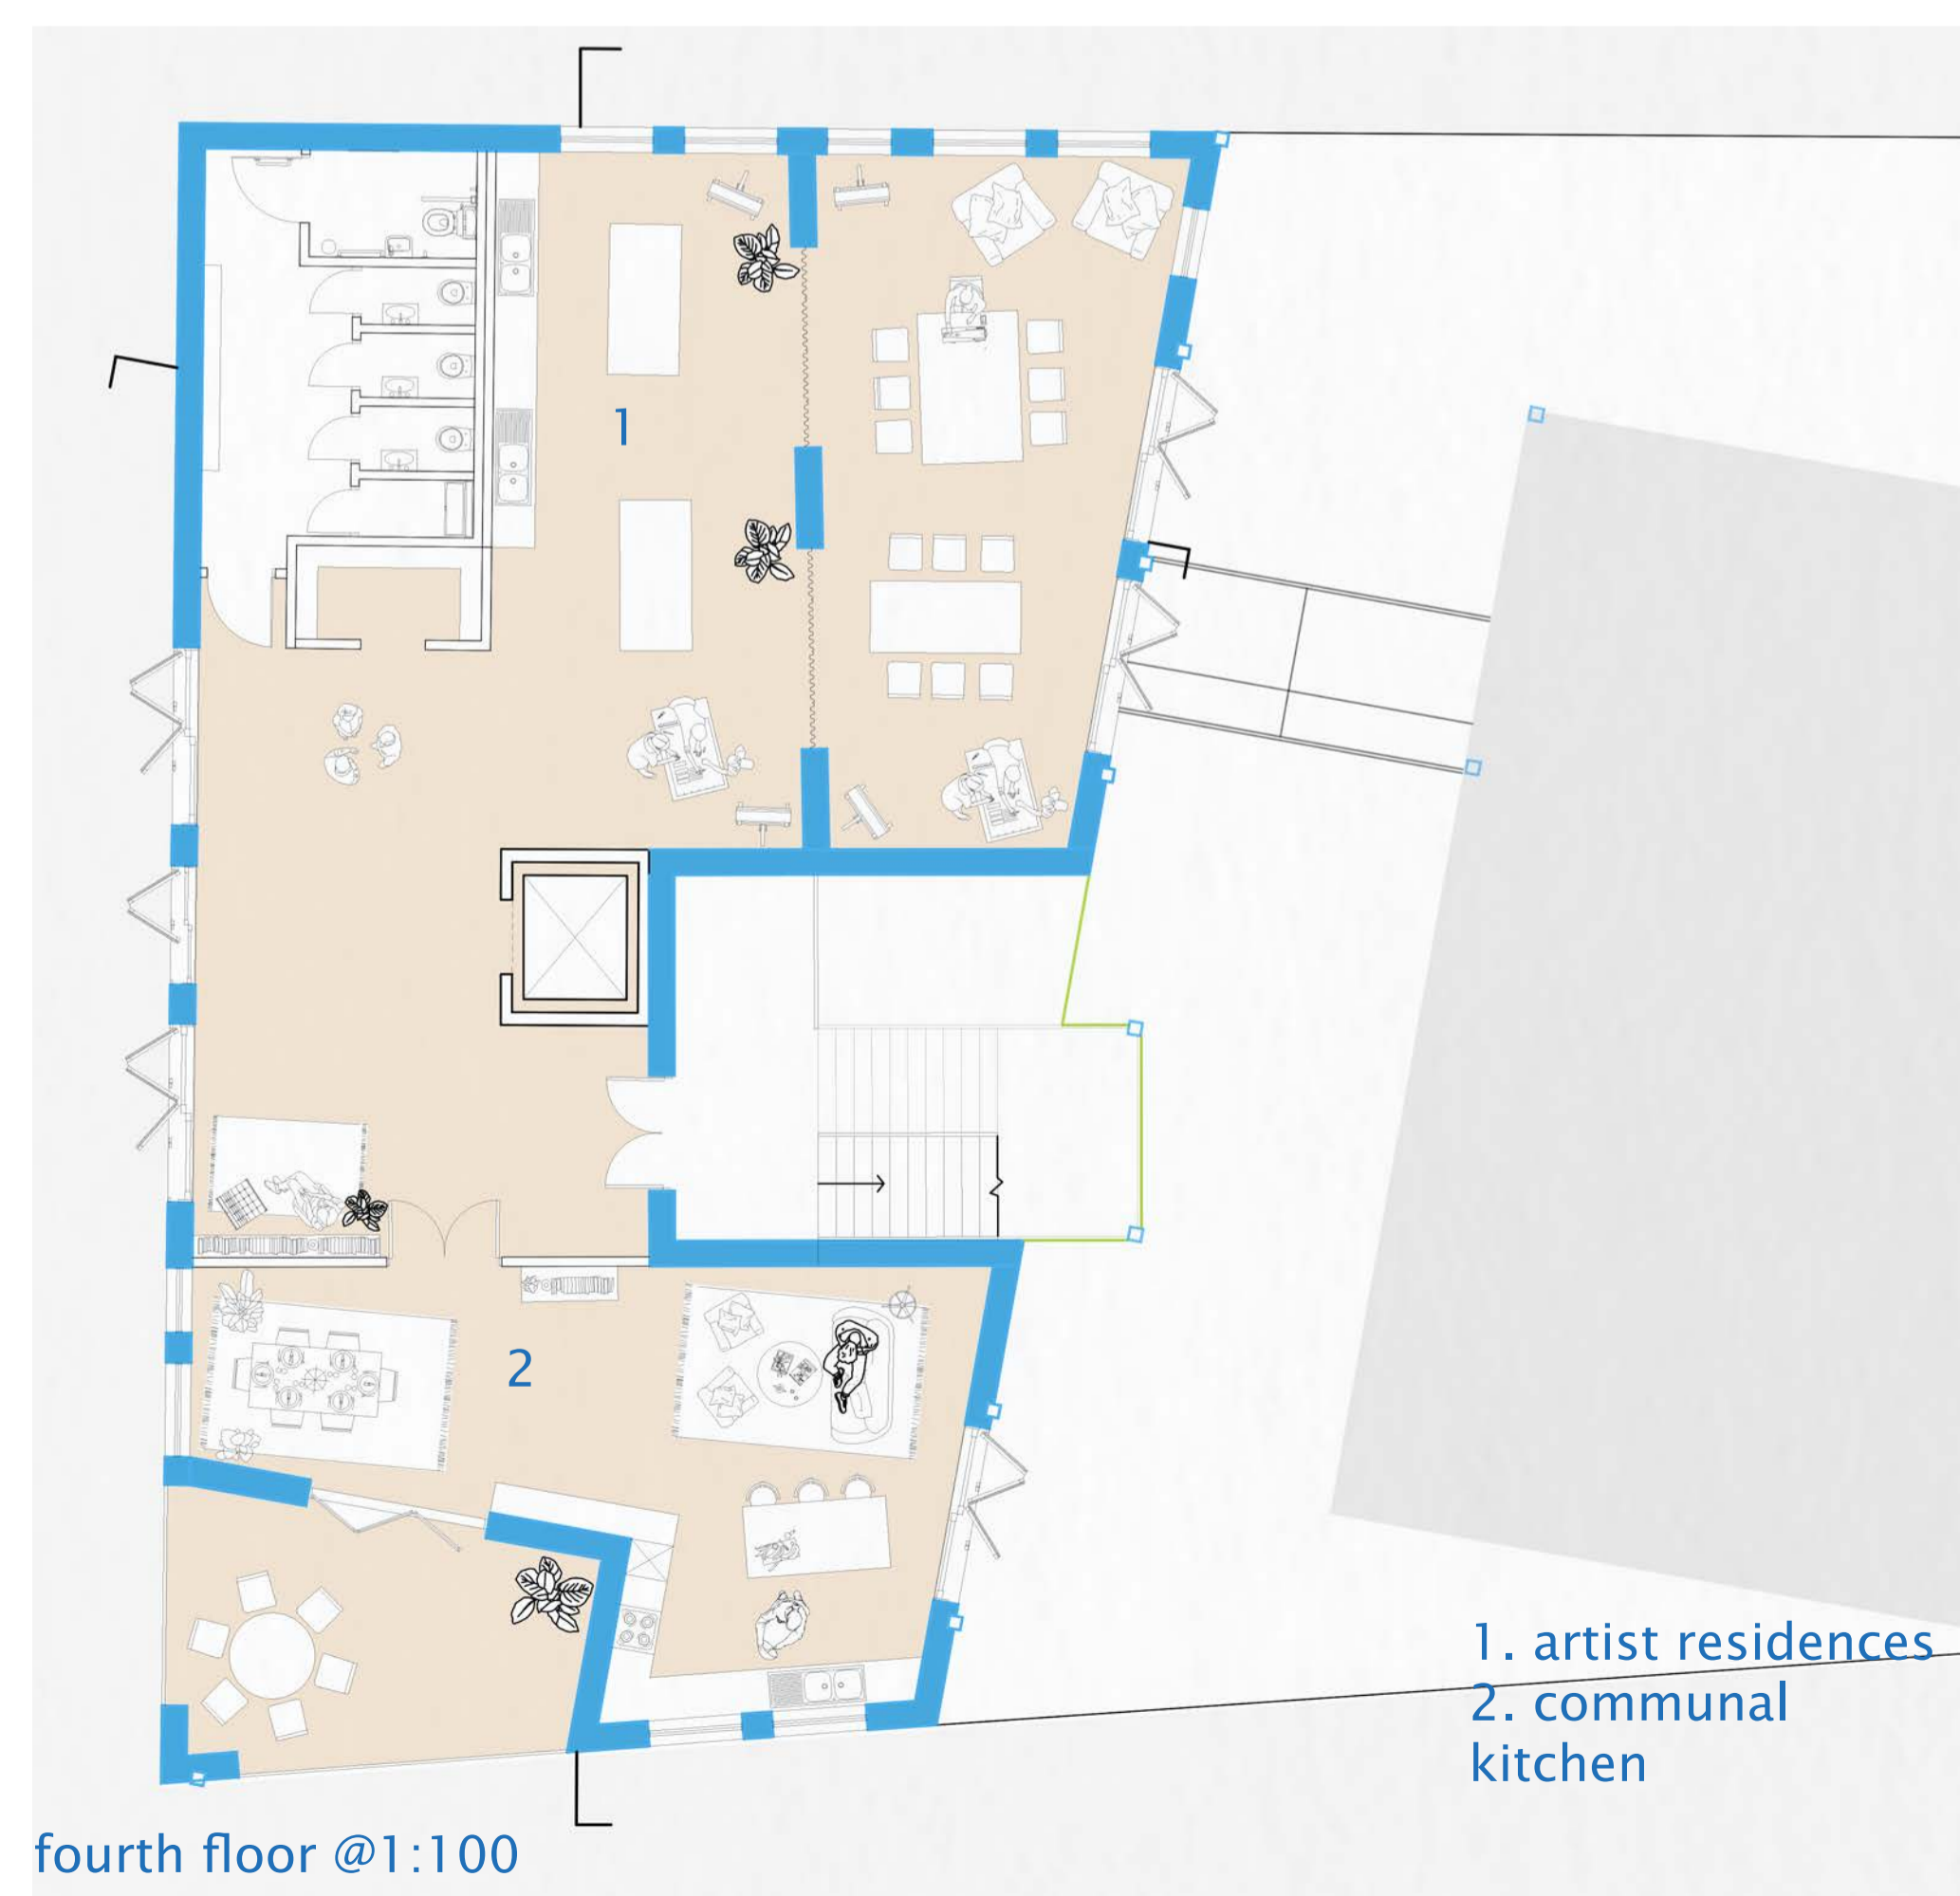 1
2
1. artist residences
2. communal
kitchen
fourth floor @1:100